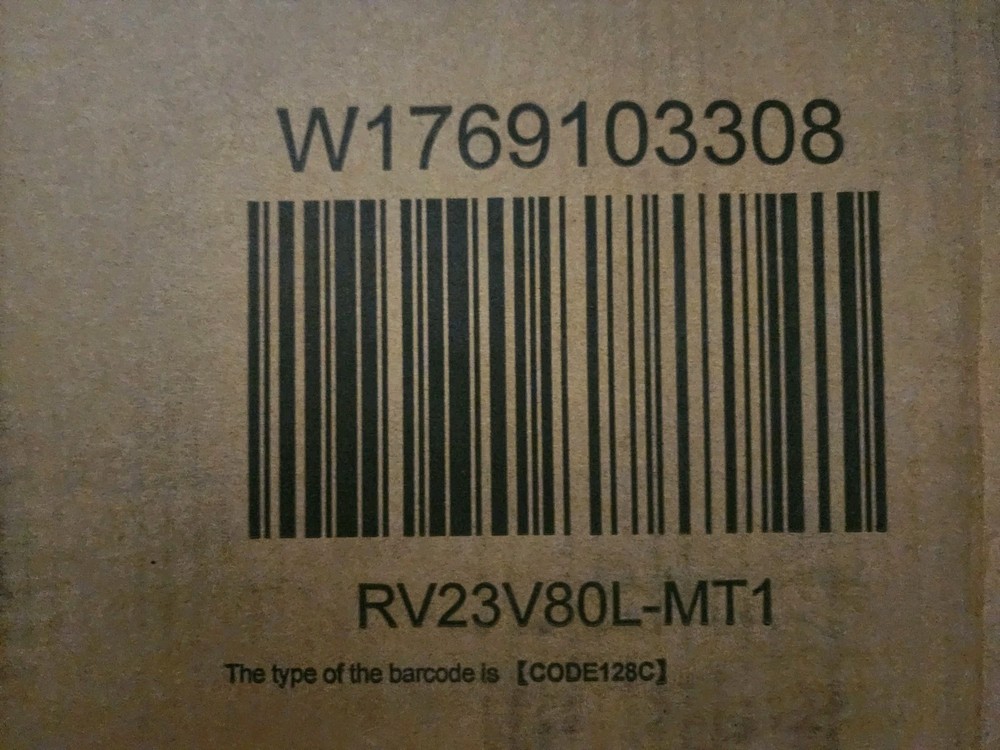 W1769103308
RV23V80L-MT1
The type of the barcode is 【CODE128C】